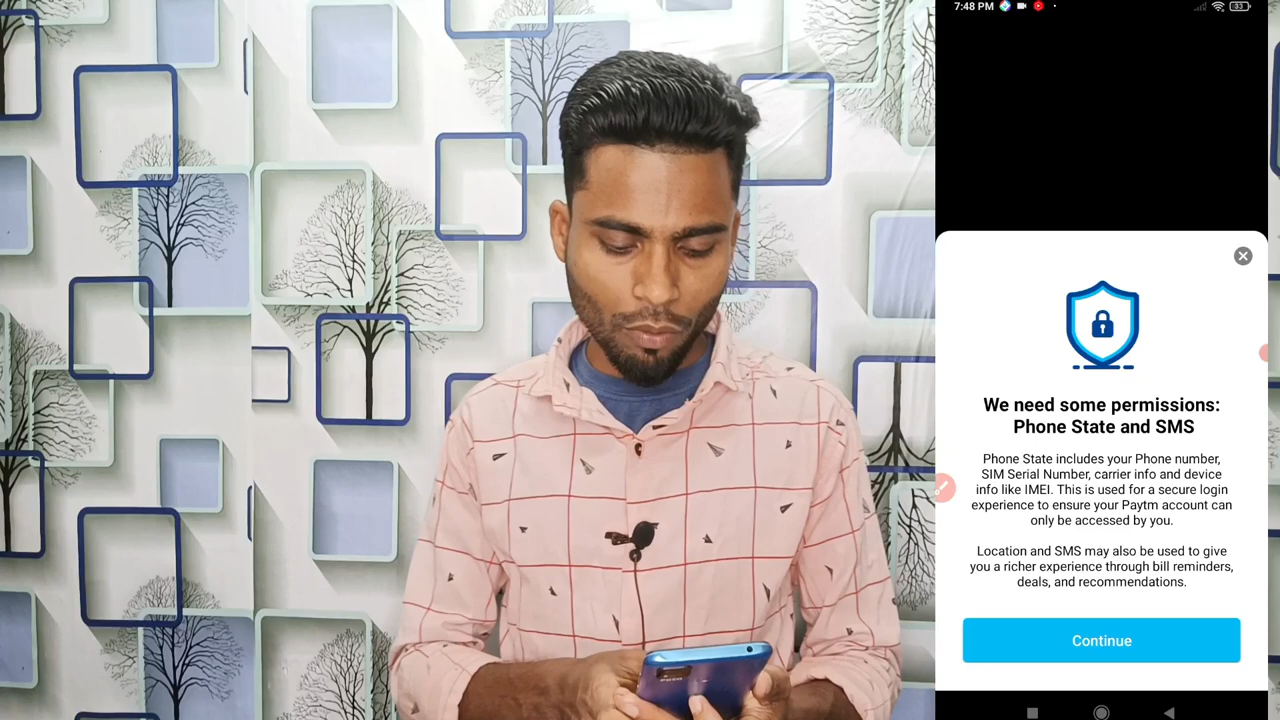 7:48 PM
33
We need some permissions:
Phone State and SMS
Phone State includes your Phone number,
SIM Serial Number, carrier info and device
info like IMEI. This is used for a secure login
experience to ensure your Paytm account can
only be accessed by you.
Location and SMS may also be used to give
you a richer experience through bill reminders,
deals, and recommendations.
Continue